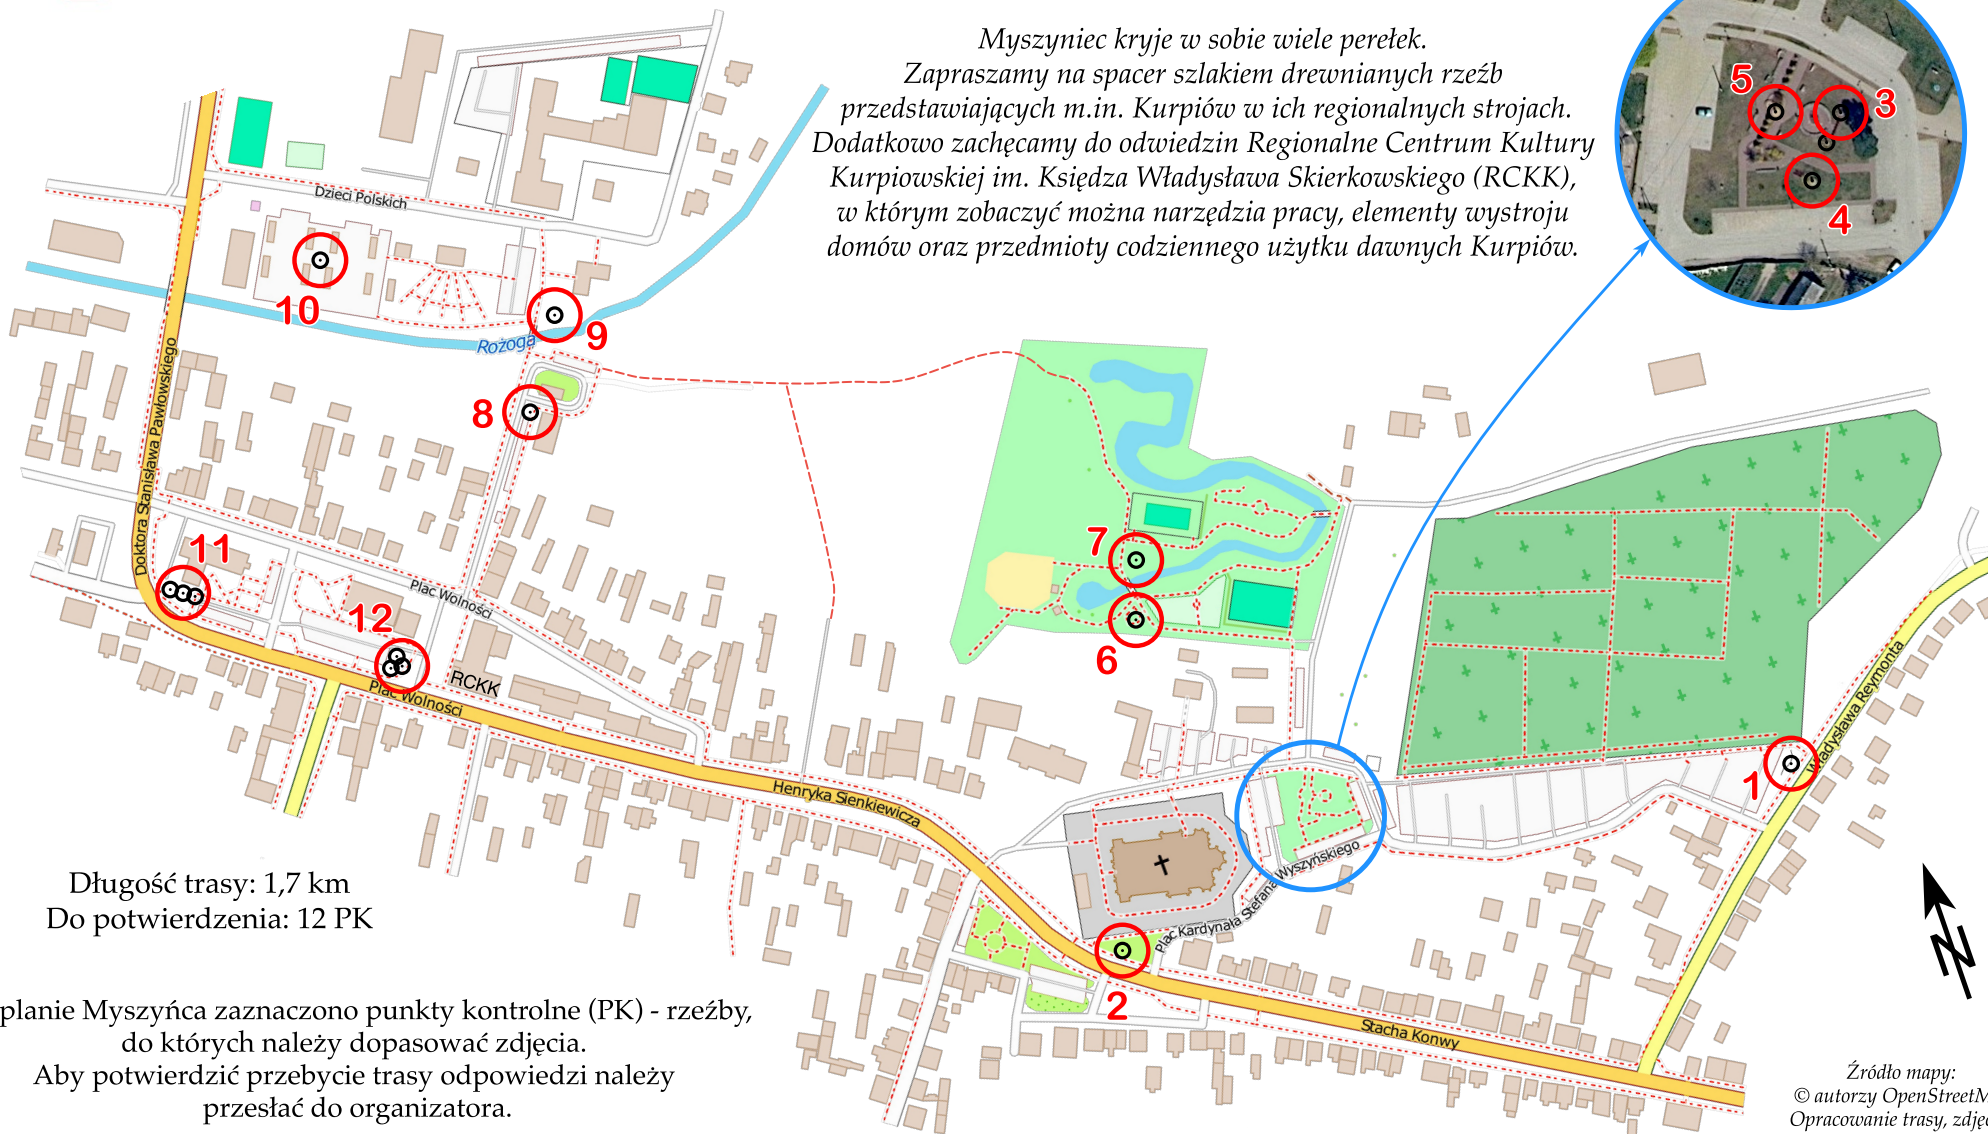 Myszyniec kryje w sobie wiele perełek.
Zapraszamy na spacer szlakiem drewnianych rzeźb
przedstawiających m.in. Kurpiów w ich regionalnych strojach.
Dodatkowo zachęcamy do odwiedzin Regionalne Centrum Kultury
Kurpiowskiej im. Księdza Władysława Skierkowskiego (RCKK),
w którym zobaczyć można narzędzia pracy, elementy wystroju
domów oraz przedmioty codziennego użytku dawnych Kurpiów.
5
3
4
Dzieci Polskich
10
9
Rozoga
8
Doktora Stanisława Pawłowskiego
11
Plac Wolności
12
RCKK
Plac Wolności
7
6
Władysława Reymonta
1
Henryka Sienkiewicza
Plac Kardynała Stefana Wyszyńskiego
2
Stacha Konwy
N
Długość trasy: 1,7 km
Do potwierdzenia: 12 PK
planie Myszyńca zaznaczono punkty kontrolne (PK) - rzeźby,
do których należy dopasować zdjęcia.
Aby potwierdzić przebycie trasy odpowiedzi należy
przesłać do organizatora.
Źródło mapy:
© autorzy OpenStreetM
Opracowanie trasy, zdjęc